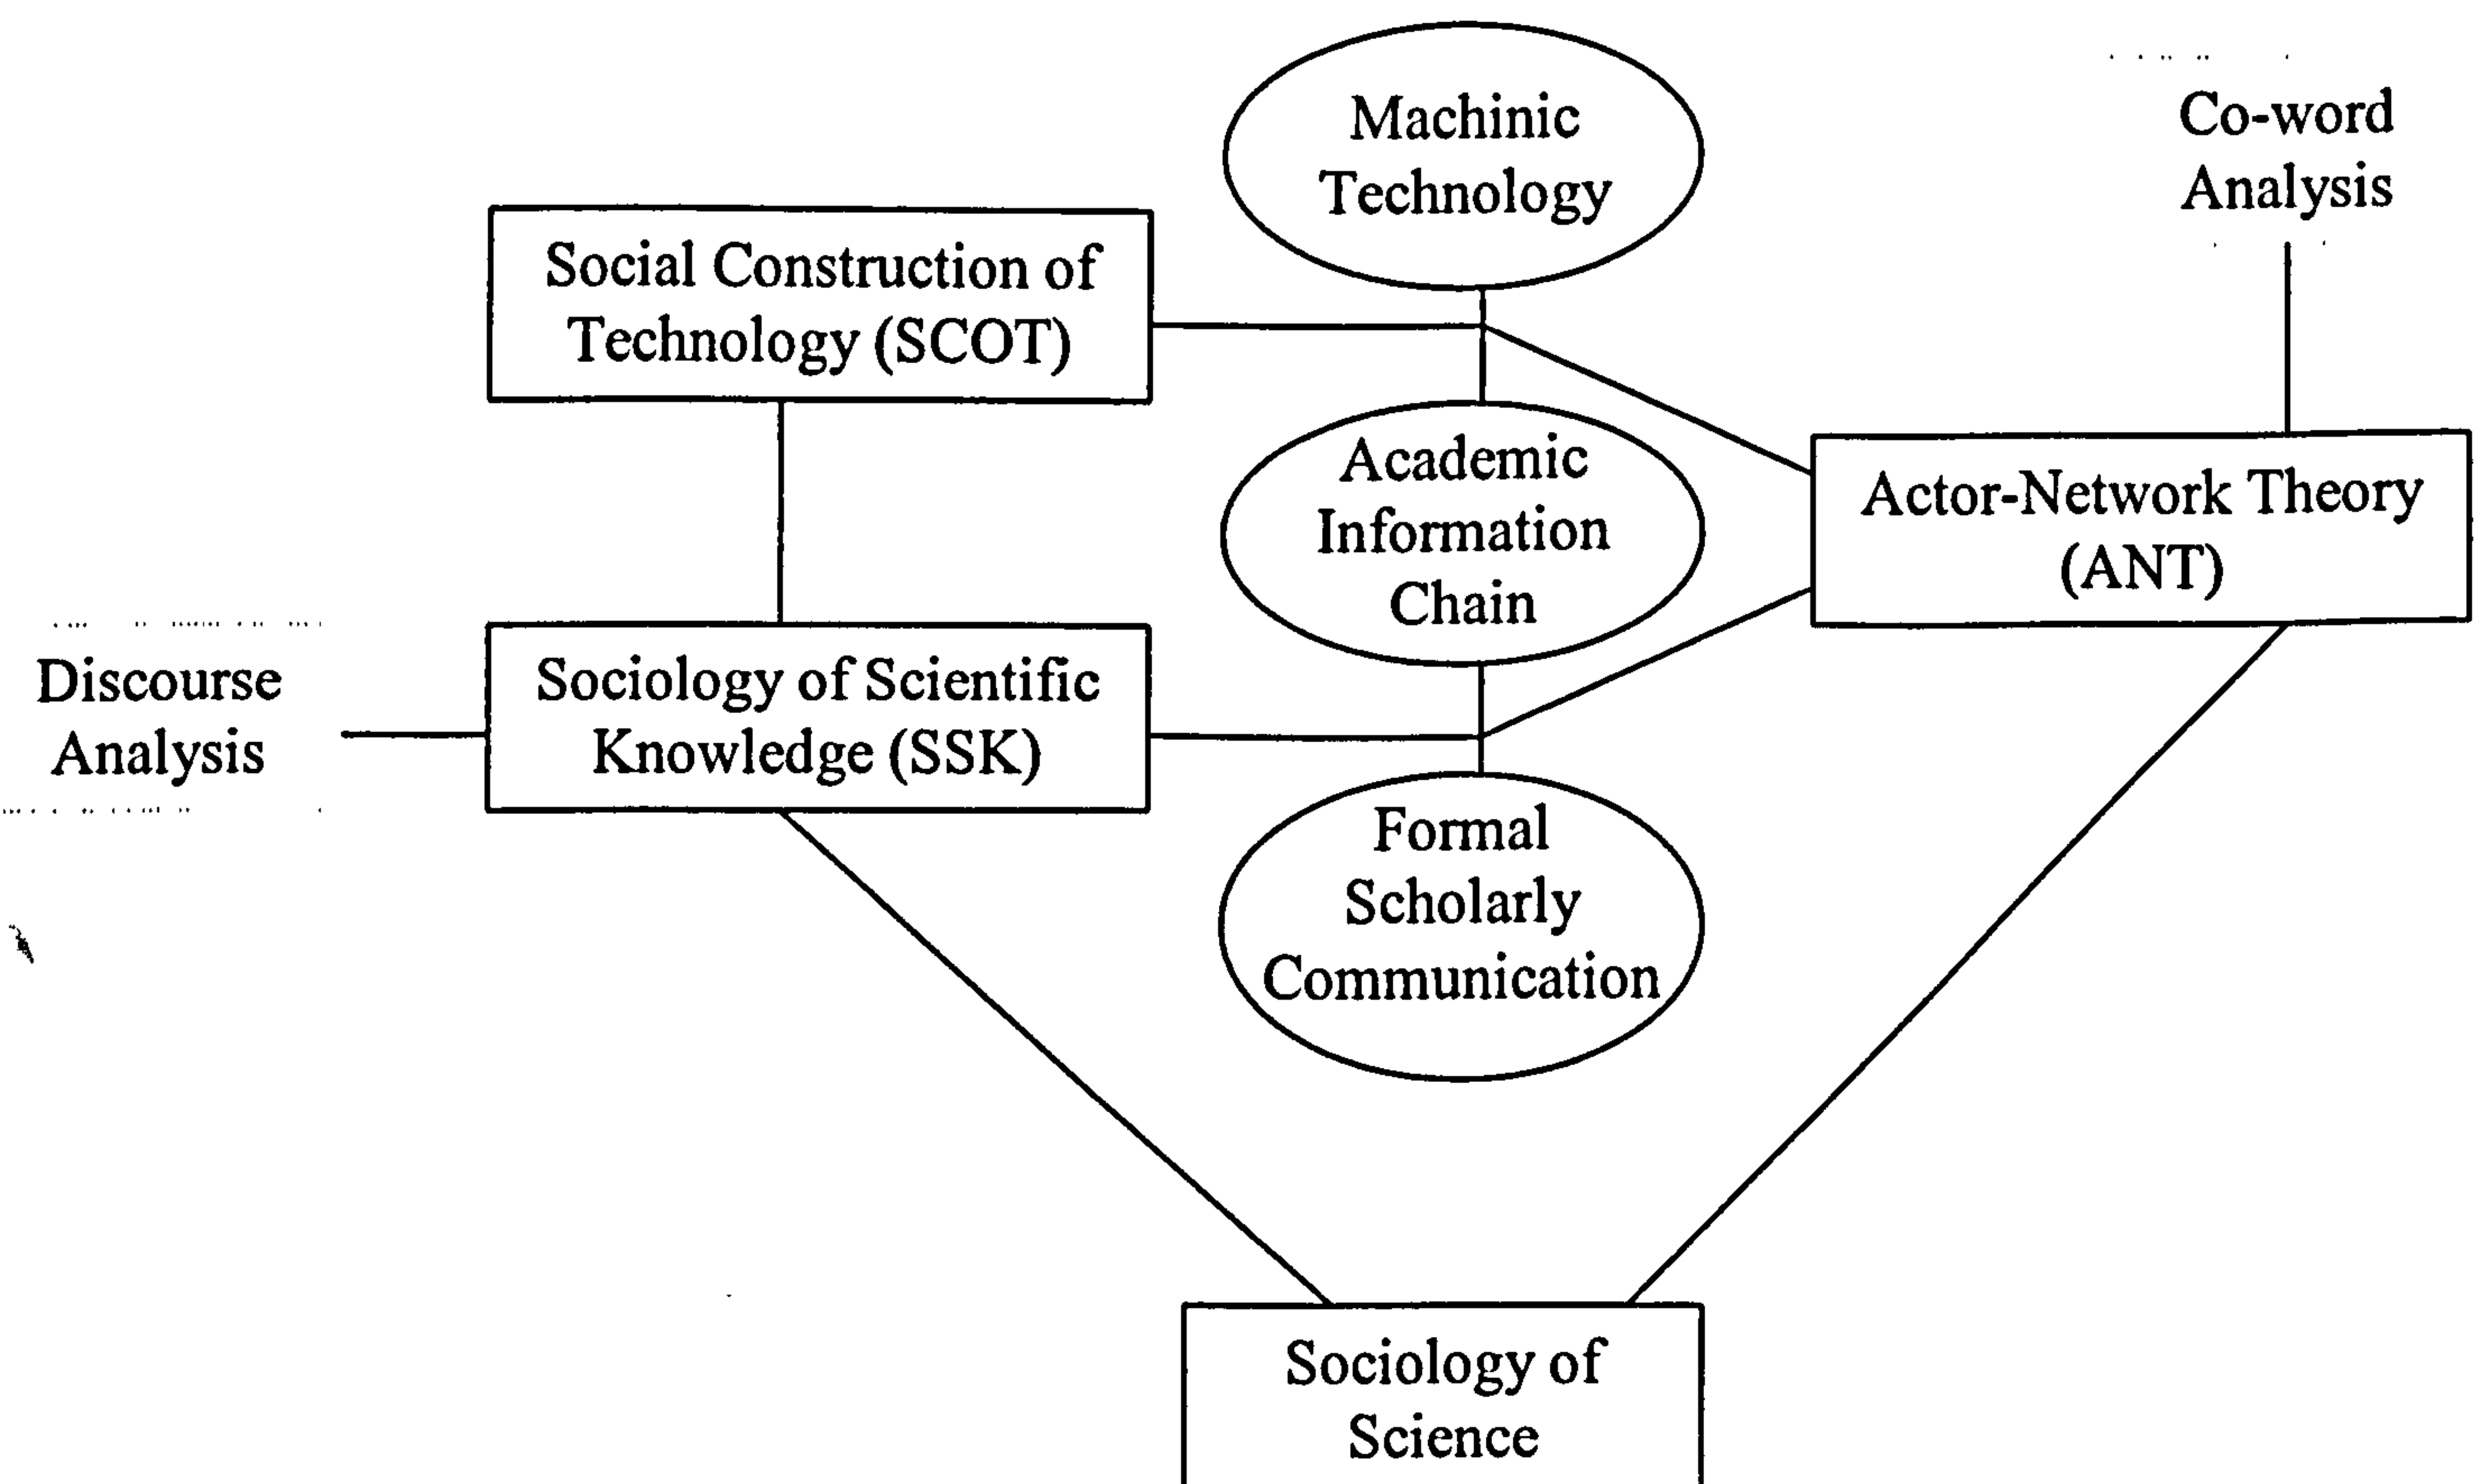 Machinic
Technology
Co-word
Analysis
Social Construction of
Technology (SCOT)
Academic
Information
Chain
Actor-Network Theory
(ANT)
Discourse
Analysis
Sociology of Scientific
Knowledge (SSK)
Formal
Scholarly
Communication
Sociology of
Science